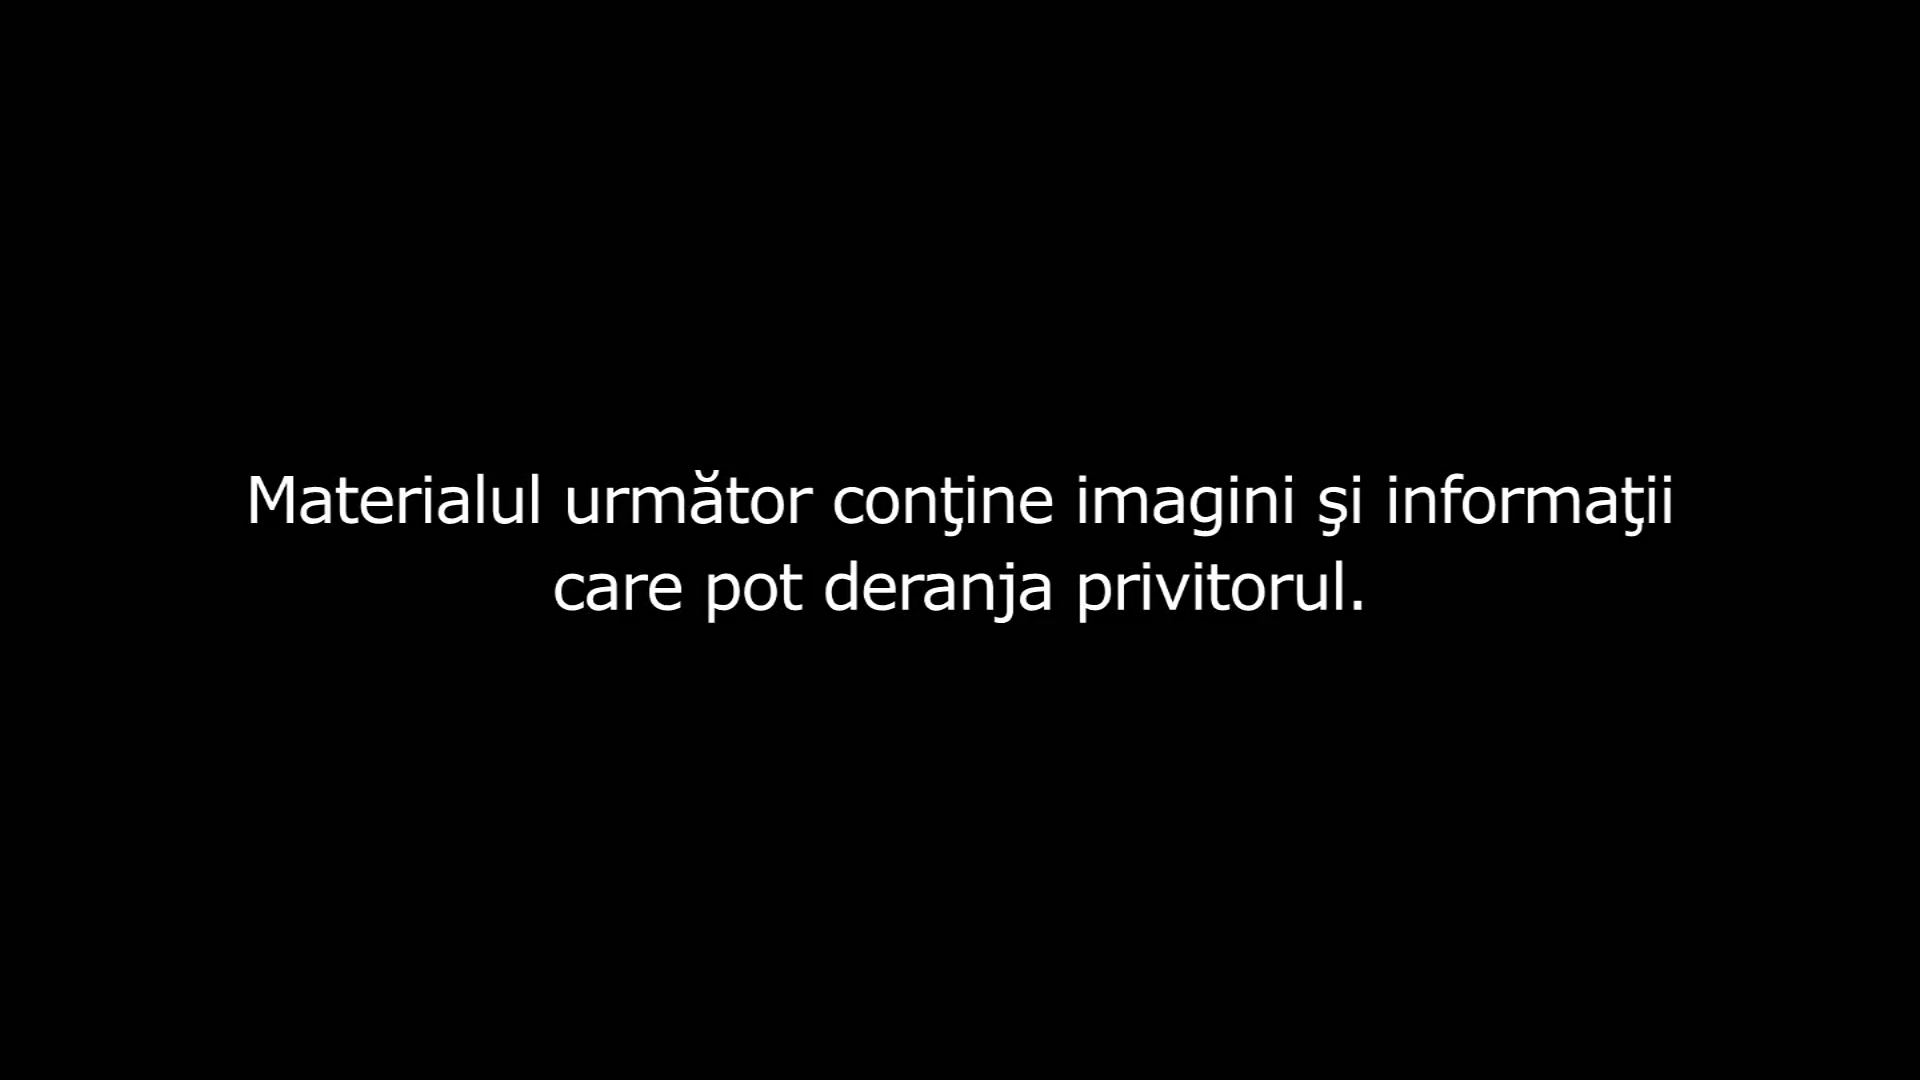 Materialul următor conţine imagini şi informaţii
care pot deranja privitorul.